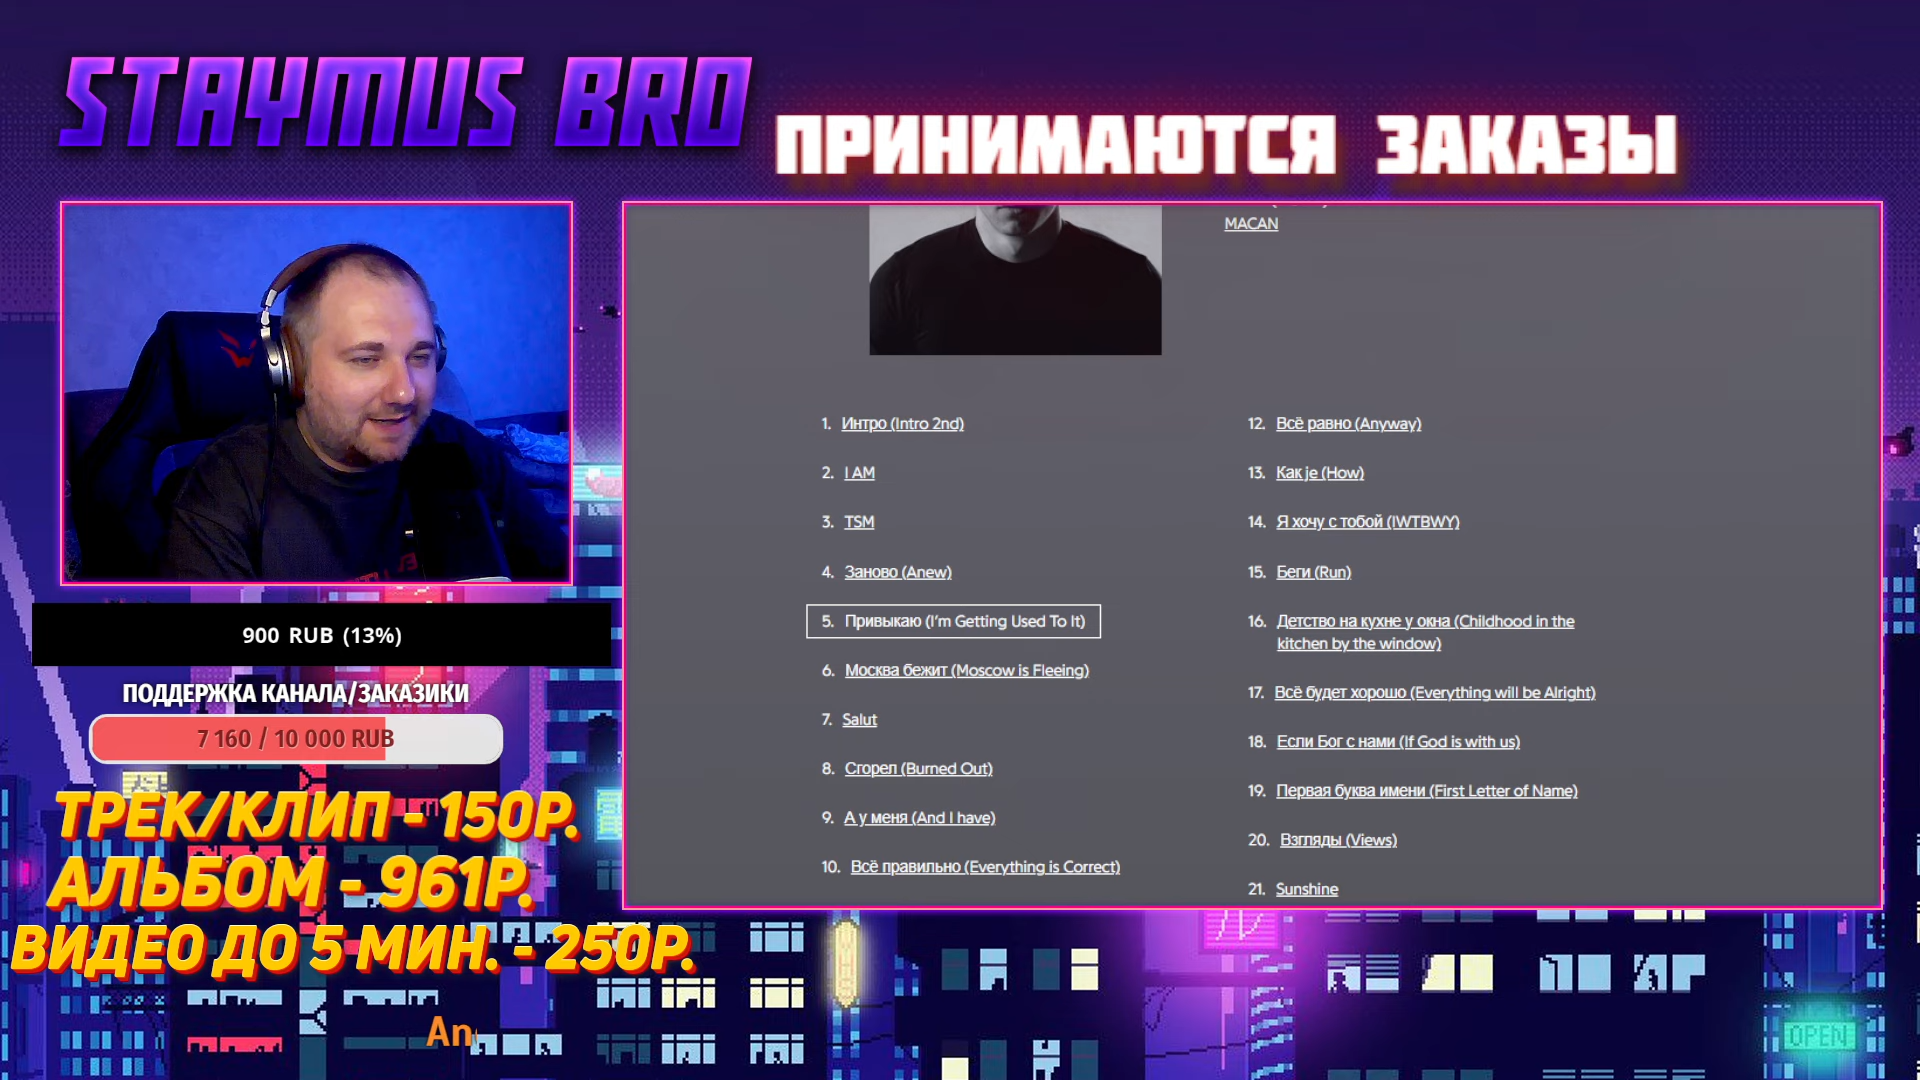 STAYMUS BRO
ПРИНИМАЮТСЯ ЗАКАЗЫ
MACAN
1. Интро (Intro 2nd)
2. I AM
3. TSM
4. Заново (Anew)
5. Привыкаю (I'm Getting Used To It)
6. Москва бежит (Moscow is Fleeing)
7. Salut
8. Сгорел (Burned Out)
9. А у меня (And I have)
10. Всё правильно (Everything is Correct)
12. Всё равно (Anyway)
13. Как je (How)
14. Я хочу с тобой (IWTBWY)
15. Беги (Run)
16. Детство на кухне у окна (Childhood in the
kitchen by the window)
17. Всё будет хорошо (Everything will be Alright)
18. Если Бог с нами (If God is with us)
19. Первая буква имени (First Letter of Name)
20. Взгляды (Views)
21. Sunshine
900 RUB (13%)
ПОДДЕРЖКА КАНАЛА/ЗАКАЗИКИ
7 160 / 10 000 RUB
ТРЕК/КЛИП - 150Р.
АЛЬБОМ - 961Р.
ВИДЕО ДО 5 МИН. - 250Р.
An
OPEN